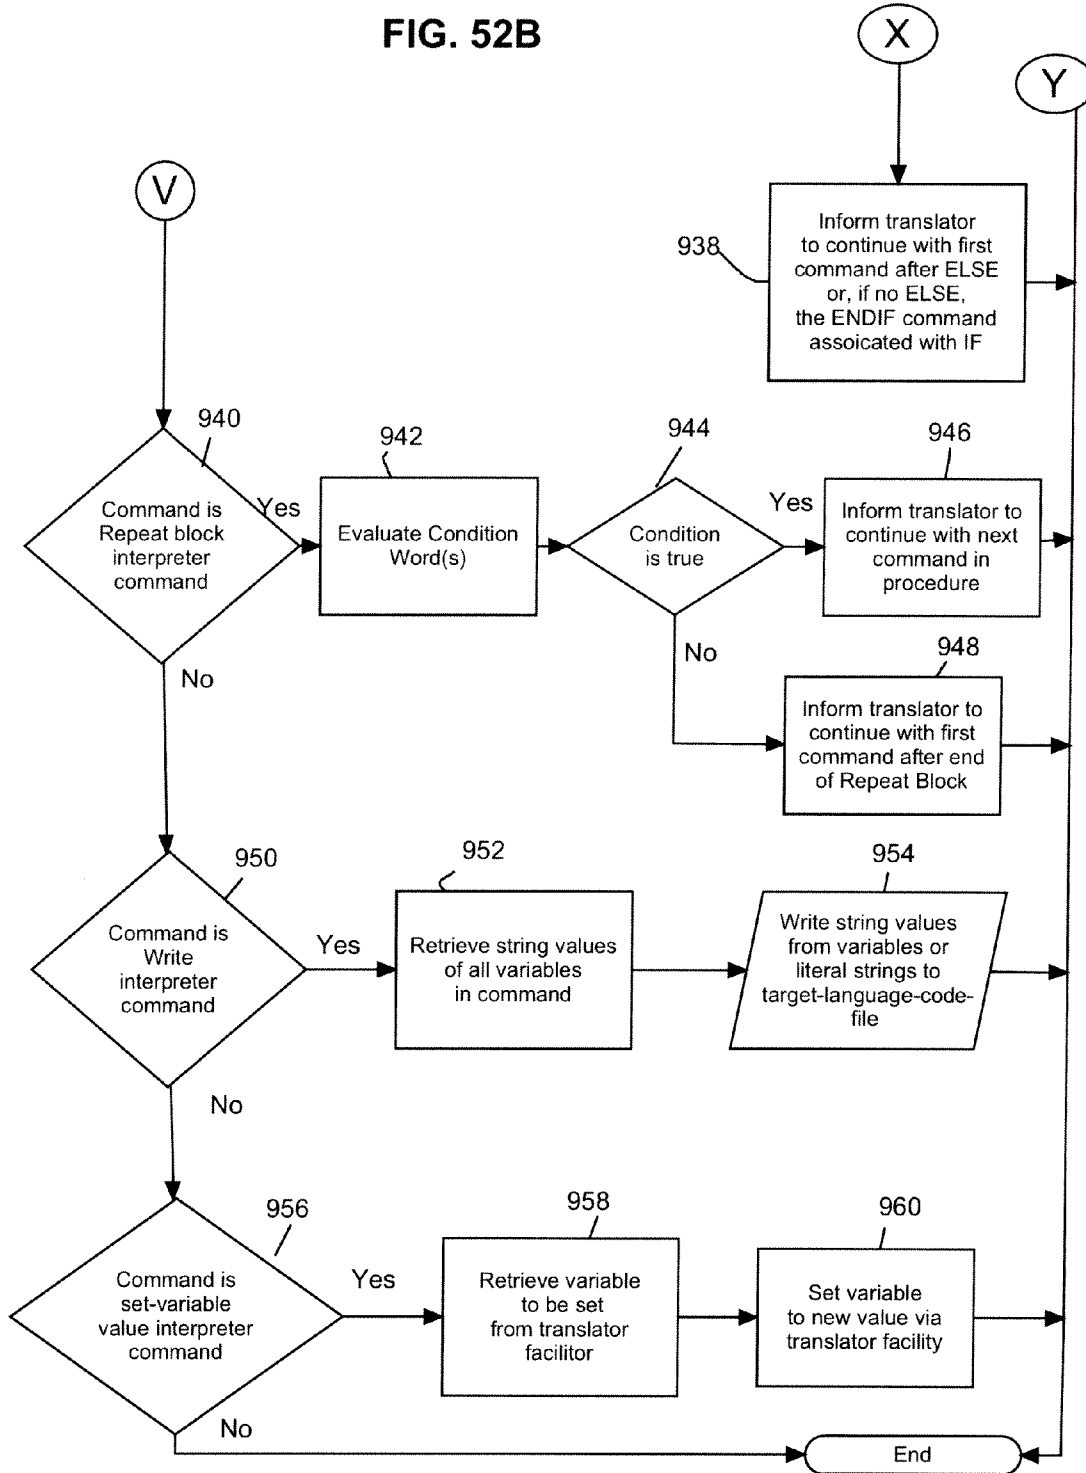 FIG. 52B
X
Y
V
938
Inform translator
to continue with first
command after ELSE
or, if no ELSE,
the ENDIF command
assoicated with IF
940
Command is
Repeat block
interpreter
command
Yes
No
942
Evaluate Condition
Word(s)
944
Condition
is true
Yes
No
946
Inform translator to
continue with next
command in
procedure
948
Inform translator to
continue with first
command after end
of Repeat Block
950
Command is
Write
interpreter
command
Yes
No
952
Retrieve string values
of all variables
in command
954
Write string values
from variables or
literal strings to
target-language-code-
file
956
Command is
set-variable
value interpreter
command
Yes
No
958
Retrieve variable
to be set
from translator
facilitor
960
Set variable
to new value via
translator facility
End